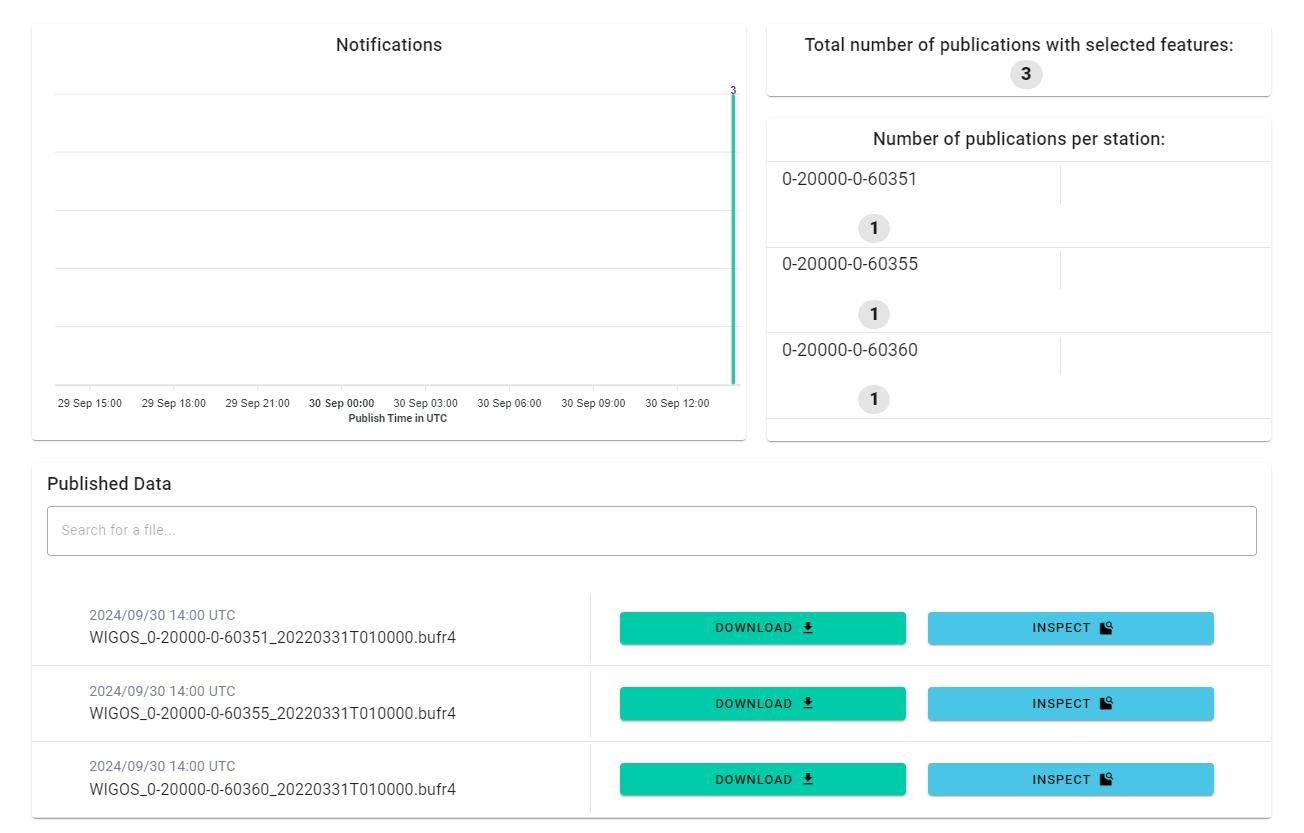 Notifications
3
29 Sep 15:00 29 Sep 18:00 29 Sep 21:00 30 Sep 00:00 30 Sep 03:00 30 Sep 06:00 30 Sep 09:00 30 Sep 12:00
Publish Time in UTC
Total number of publications with selected features:
3
Number of publications per station:
0-20000-0-60351
1
0-20000-0-60355
1
0-20000-0-60360
1
Published Data
Search for a file...
2024/09/30 14:00 UTC
WIGOS_0-20000-0-60351_20220331T010000.bufr4
DOWNLOAD INSPECT
2024/09/30 14:00 UTC
WIGOS_0-20000-0-60355_20220331T010000.bufr4
DOWNLOAD INSPECT
2024/09/30 14:00 UTC
WIGOS_0-20000-0-60360_20220331T010000.bufr4
DOWNLOAD INSPECT